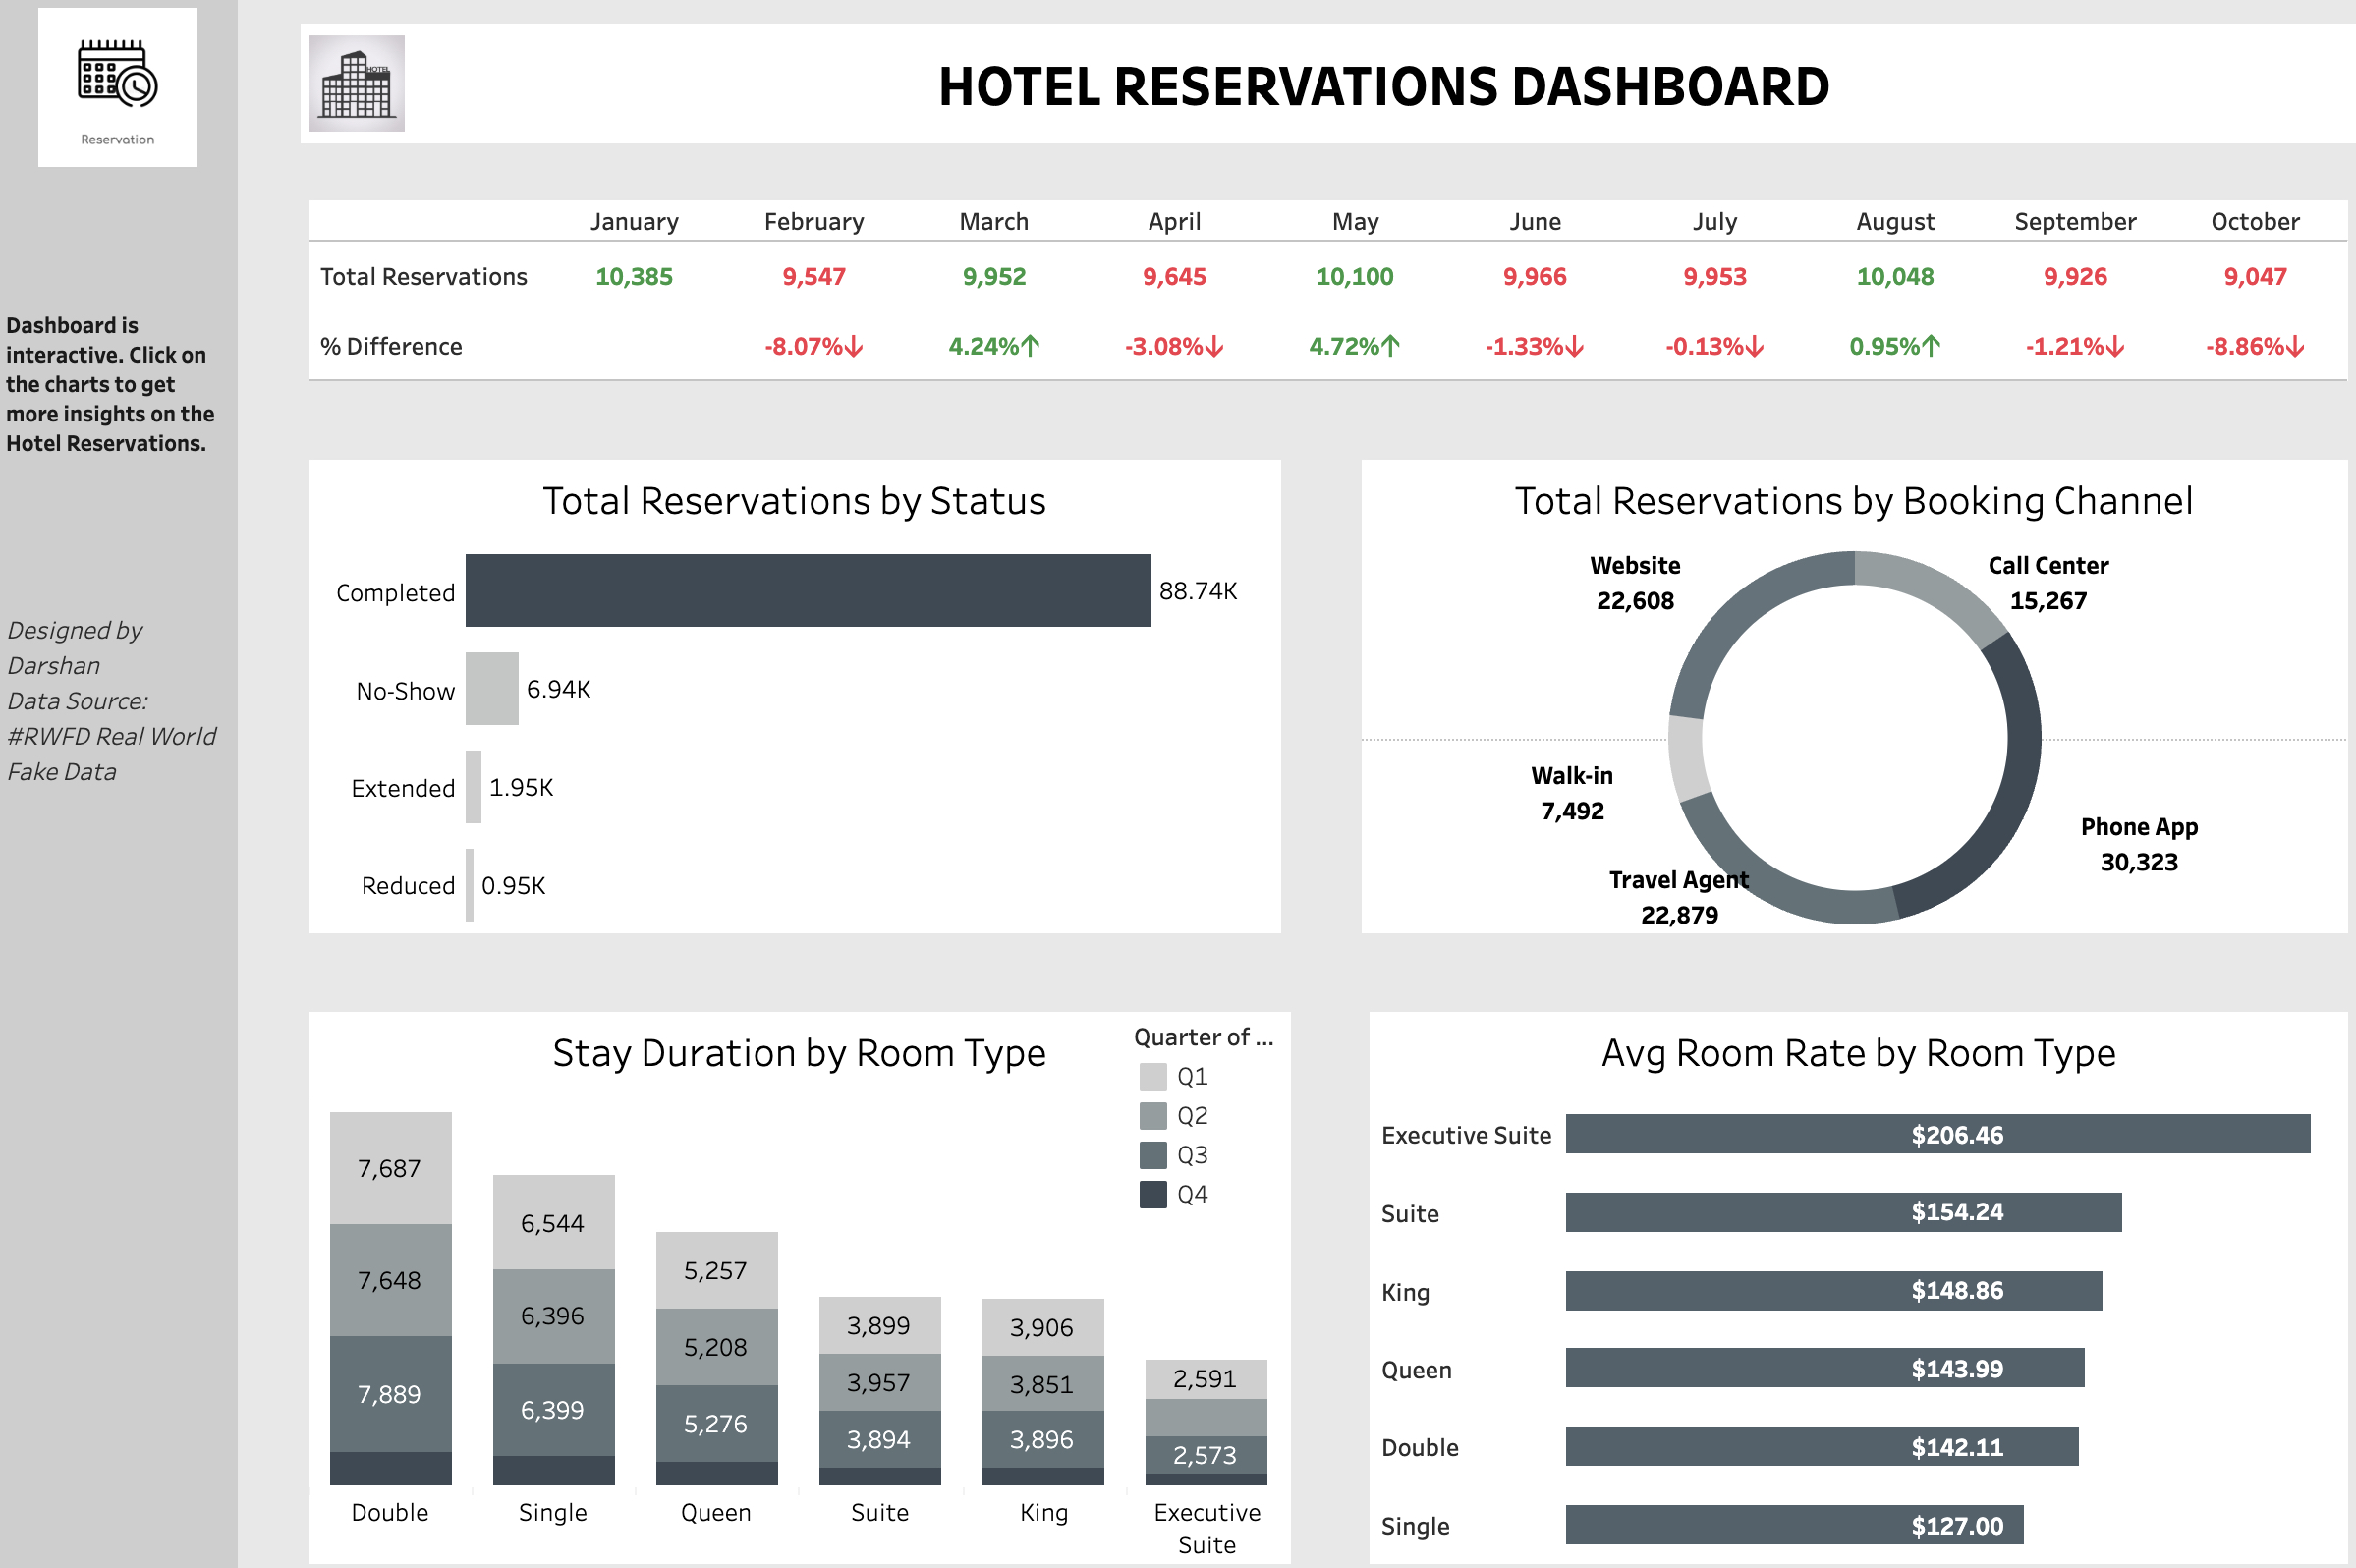 Reservation
HOTEL
HOTEL RESERVATIONS DASHBOARD
Dashboard is
interactive. Click on
the charts to get
more insights on the
Hotel Reservations.
Designed by
Darshan
Data Source:
#RWFD Real World
Fake Data
January February March April May June July August September October
Total Reservations 10,385 9,547 9,952 9,645 10,100 9,966 9,953 10,048 9,926 9,047
% Difference -8.07%↓ 4.24%↑ -3.08%↓ 4.72%↑ -1.33%↓ -0.13%↓ 0.95%↑ -1.21%↓ -8.86%↓
Total Reservations by Status
Completed 88.74K
No-Show 6.94K
Extended 1.95K
Reduced 0.95K
Total Reservations by Booking Channel
Website
22,608
Call Center
15,267
Walk-in
7,492
Phone App
30,323
Travel Agent
22,879
Stay Duration by Room Type
Quarter of ...
Q1
Q2
Q3
Q4
7,687
7,648
7,889
Double
6,544
6,396
6,399
Single
5,257
5,208
5,276
Queen
3,899
3,957
3,894
Suite
3,906
3,851
3,896
King
2,591
2,573
Executive
Suite
Avg Room Rate by Room Type
Executive Suite $206.46
Suite $154.24
King $148.86
Queen $143.99
Double $142.11
Single $127.00